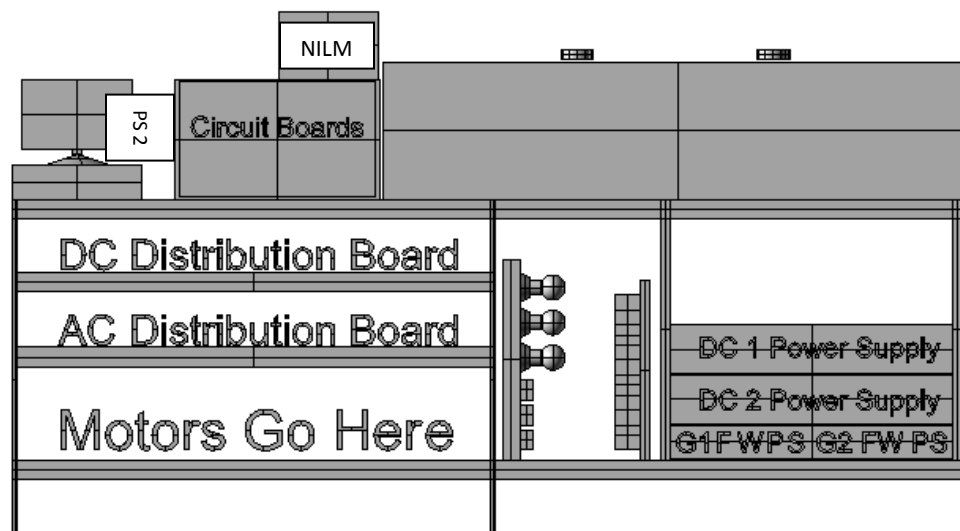 NILM
PS 2
Circuit Boards
DC Distribution Board
AC Distribution Board
Motors Go Here
DC 1 Power Supply
DC 2 Power Supply
G1F WPS G2 FW PS